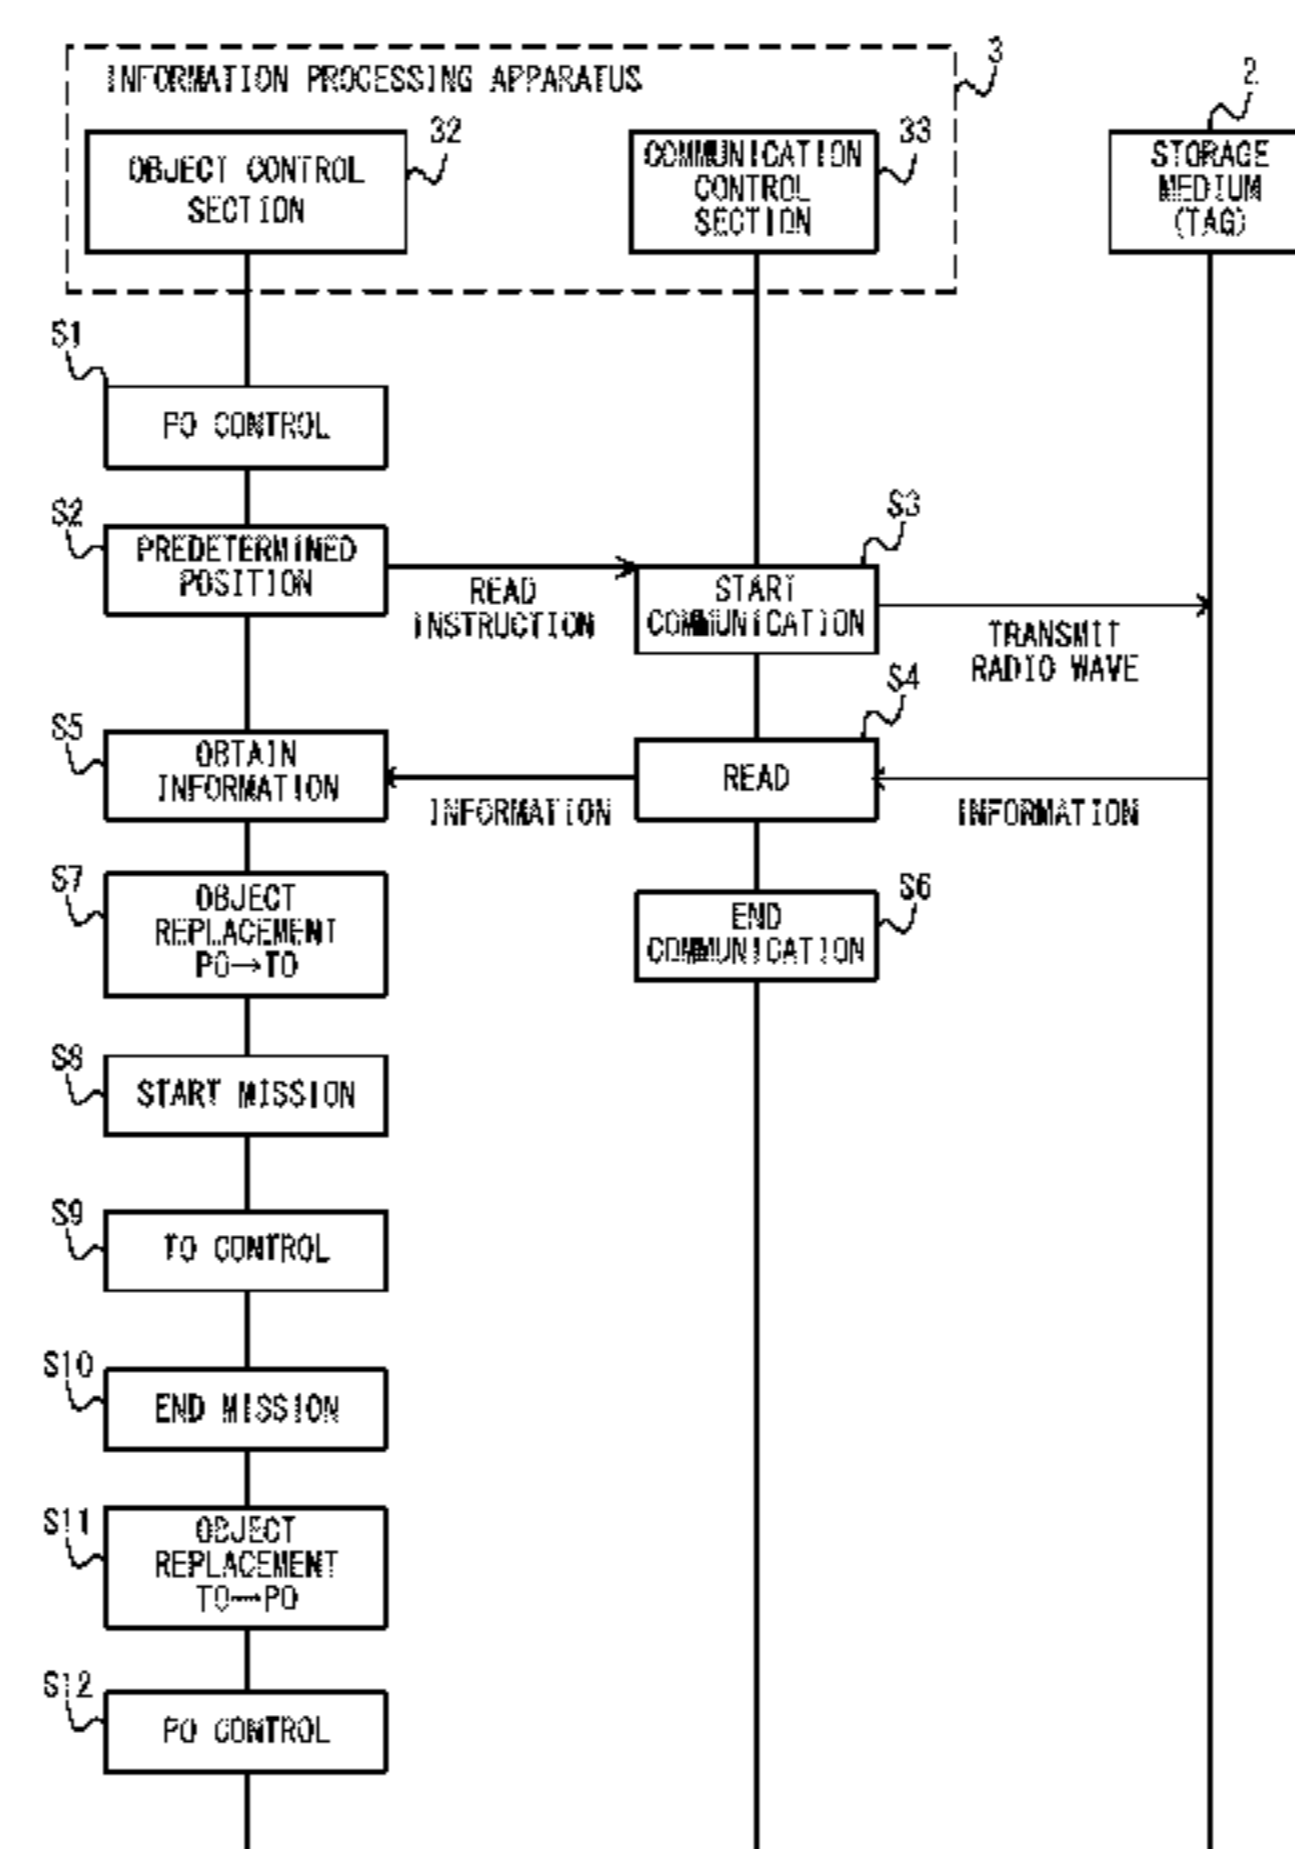 3
INFORMATION PROCESSING APPARATUS
32
OBJECT CONTROL
SECTION
33
COMMUNICATION
CONTROL
SECTION
2
STORAGE
MEDIUM
(TAG)
S1
PO CONTROL
S2
PREDETERMINED
POSITION
READ
INSTRUCTION
S3
START
COMMUNICATION
TRANSMIT
RADIO WAVE
S4
READ
INFORMATION
S5
OBTAIN
INFORMATION
INFORMATION
S6
END
COMMUNICATION
S7
OBJECT
REPLACEMENT
PO→TO
S8
START MISSION
S9
TO CONTROL
S10
END MISSION
S11
OBJECT
REPLACEMENT
TO→PO
S12
PO CONTROL